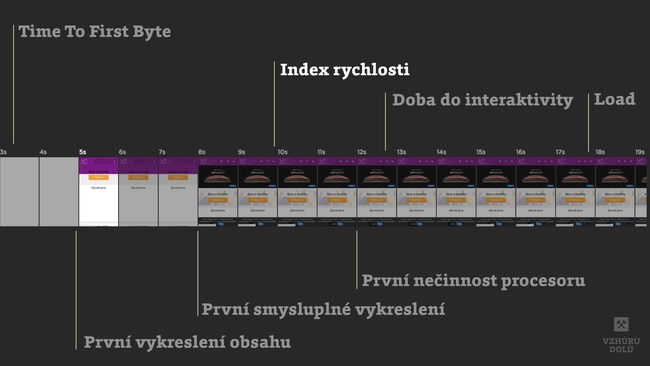 Time To First Byte
Index rychlosti
Doba do interaktivity
Load
3s 4s 5s 6s 7s 8s 9s 10s 11s 12s 13s 14s 15s 16s 17s 18s 19s
První nečinnost procesoru
První smysluplné vykreslení
První vykreslení obsahu
VZHŮRU
DOLŮ